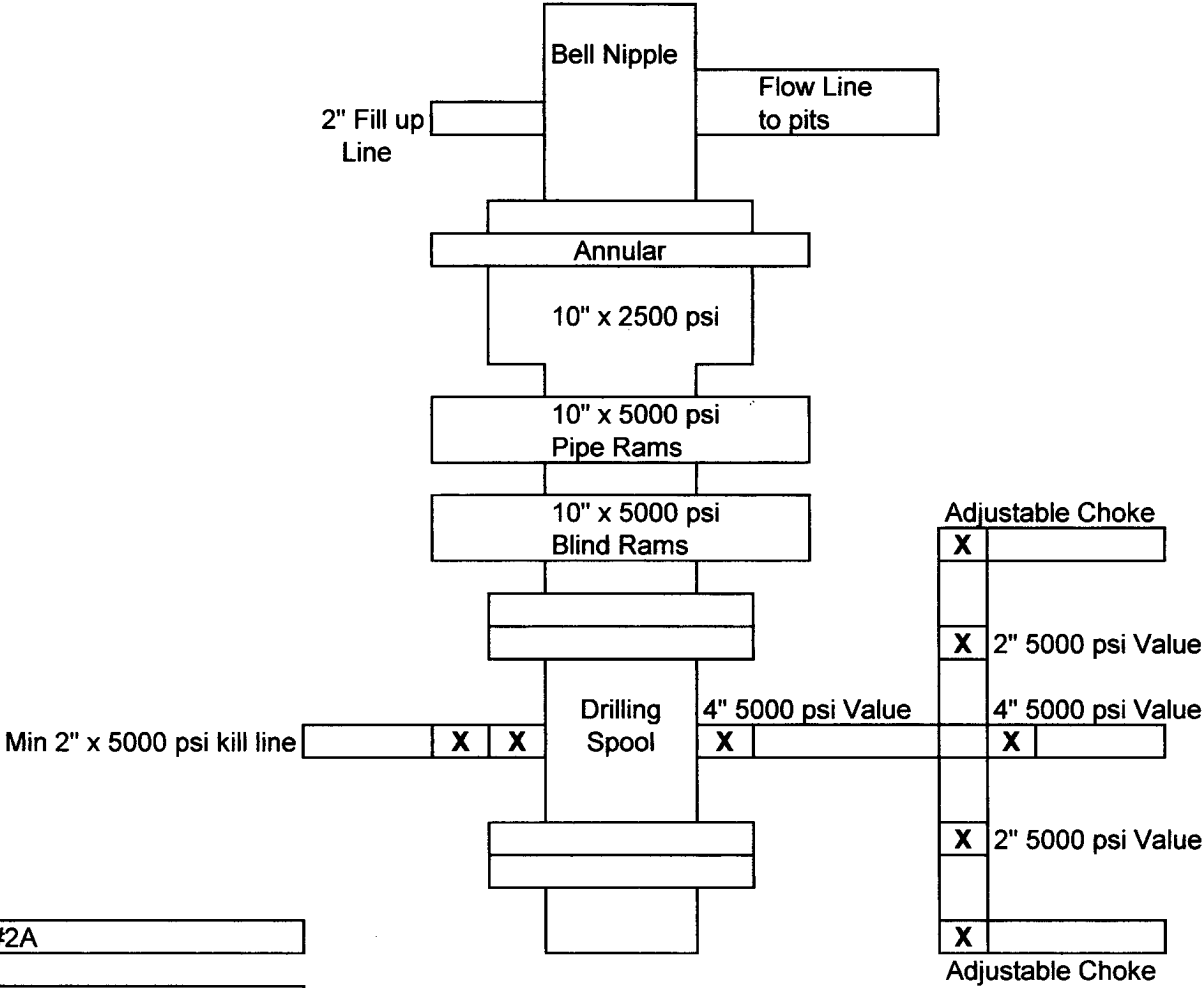 Bell Nipple
Flow Line
to pits
2" Fill up
Line
Annular
10" x 2500 psi
10" x 5000 psi
Pipe Rams
10" x 5000 psi
Blind Rams
Adjustable Choke
X
X 2" 5000 psi Value
Drilling
Spool
4" 5000 psi Value
4" 5000 psi Value
Min 2" x 5000 psi kill line
X X
X
X
X 2" 5000 psi Value
#2A
X
Adjustable Choke